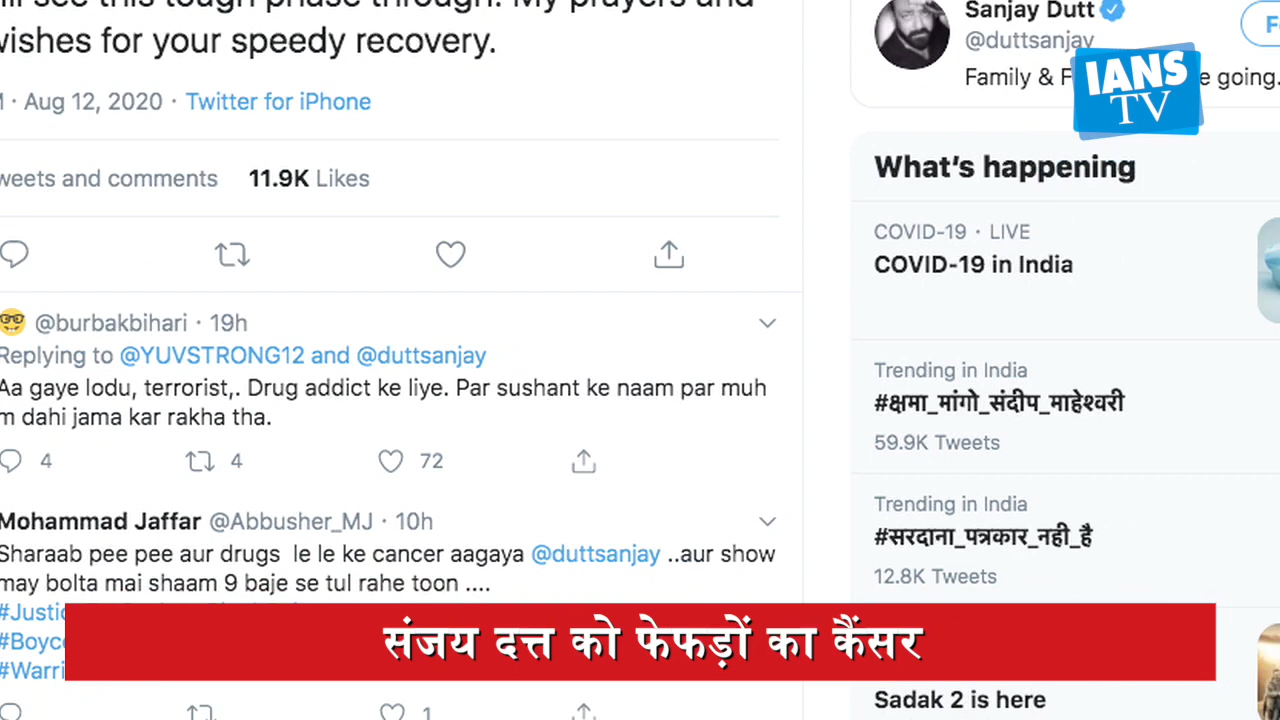 see this tough phase through. My prayers and
wishes for your speedy recovery.
· Aug 12, 2020 · Twitter for iPhone
weets and comments 11.9K Likes
@burbakbihari · 19h
Replying to @YUVSTRONG12 and @duttsanjay
Aa gaye lodu, terrorist,. Drug addict ke liye. Par sushant ke naam par muh
m dahi jama kar rakha tha.
4 4 72
Mohammad Jaffar @Abbusher_MJ · 10h
Sharaab pee pee aur drugs le le ke cancer aagaya @duttsanjay ..aur show
may bolta mai shaam 9 baje se tul rahe toon ....
#Justic
#Boyc
#Warri
1
Sanjay Dutt
@duttsanjay
Family & F e going.
IANS
TV
What's happening
COVID-19 · LIVE
COVID-19 in India
Trending in India
#क्षमा_मांगो_संदीप_माहेश्वरी
59.9K Tweets
Trending in India
#सरदाना_पत्रकार_नही_है
12.8K Tweets
Sadak 2 is here
संजय दत्त को फेफड़ों का कैंसर